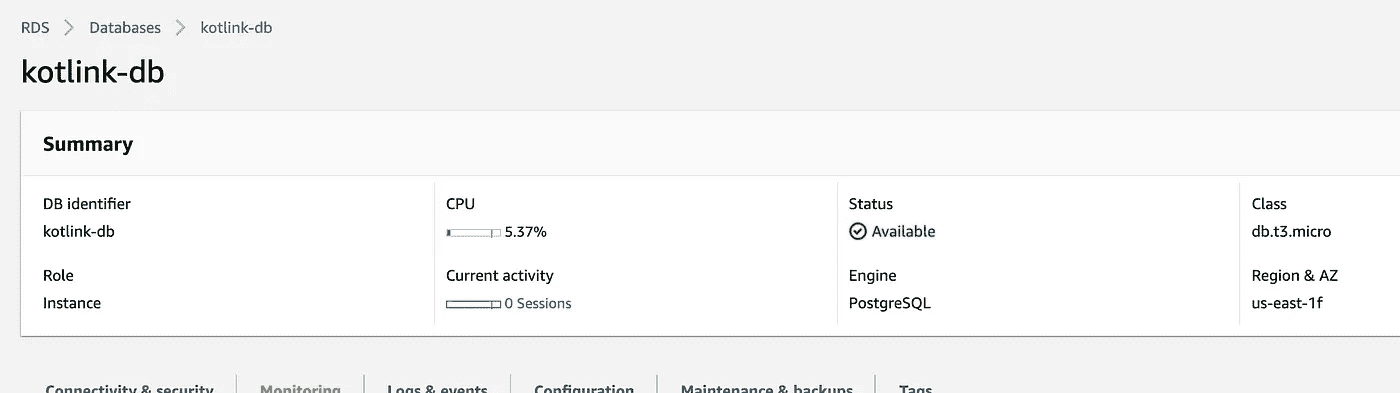 RDS > Databases > kotlink-db
kotlink-db
Summary
DB identifier
kotlink-db
CPU
5.37%
Status
Available
Class
db.t3.micro
Role
Instance
Current activity
0 Sessions
Engine
PostgreSQL
Region & AZ
us-east-1f
Connectivity & security
Monitoring
Logs & events
Configuration
Maintenance & backups
Tags